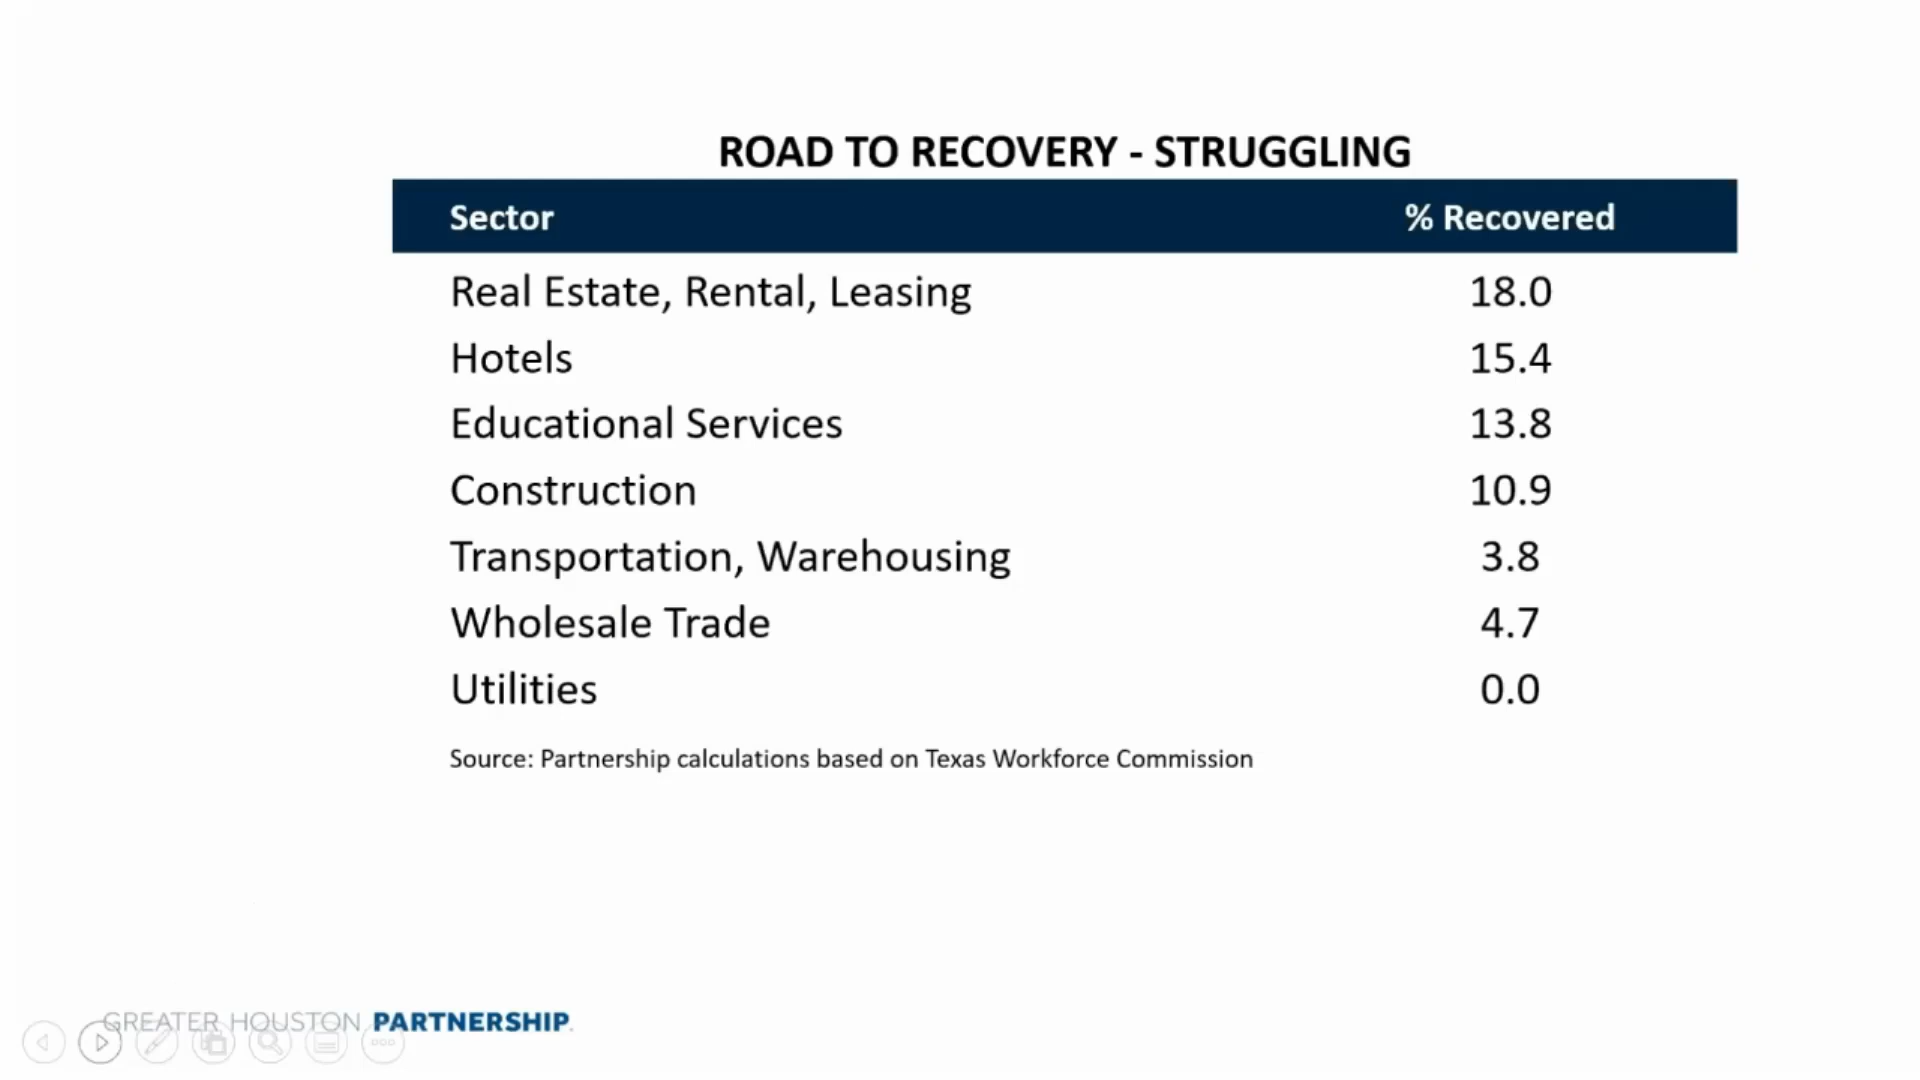 ROAD TO RECOVERY - STRUGGLING
Sector % Recovered
Real Estate, Rental, Leasing 18.0
Hotels 15.4
Educational Services 13.8
Construction 10.9
Transportation, Warehousing 3.8
Wholesale Trade 4.7
Utilities 0.0
Source: Partnership calculations based on Texas Workforce Commission
GREATER HOUSTON PARTNERSHIP.